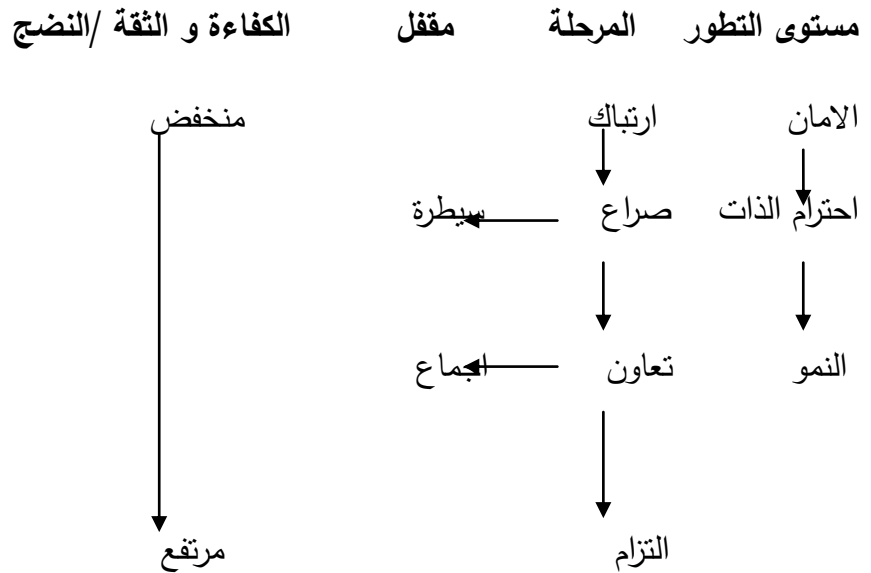 مستوى التطور المرحلة مقفل الكفاءة و الثقة /النضج
الامان ارتباك منخفض
احترام الذات صراع سيطرة
النمو تعاون اجماع
التزام مرتفع